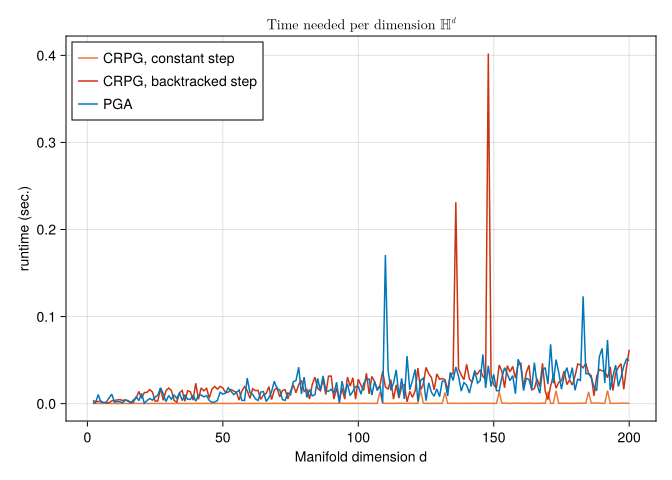 Time needed per dimension ℍᵈ
CRPG, constant step
CRPG, backtracked step
PGA
0.4
0.3
0.2
0.1
0.0
runtime (sec.)
0 50 100 150 200
Manifold dimension d